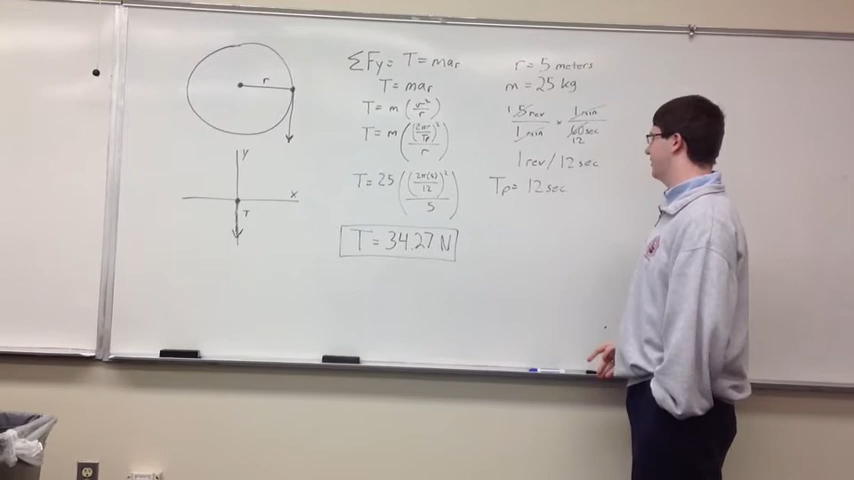 r
y
x
T
ΣFy = T = mar
T = mar
T = m (v²/r)
T = m ((2πr/Tp)²/r)
T = 25 ((2π(5)/12)²/5)
T = 34.27 N
r = 5 meters
m = 25 kg
1 5 rev / 1 min × 1 min / 60 sec 12
1 rev / 12 sec
Tp = 12 sec